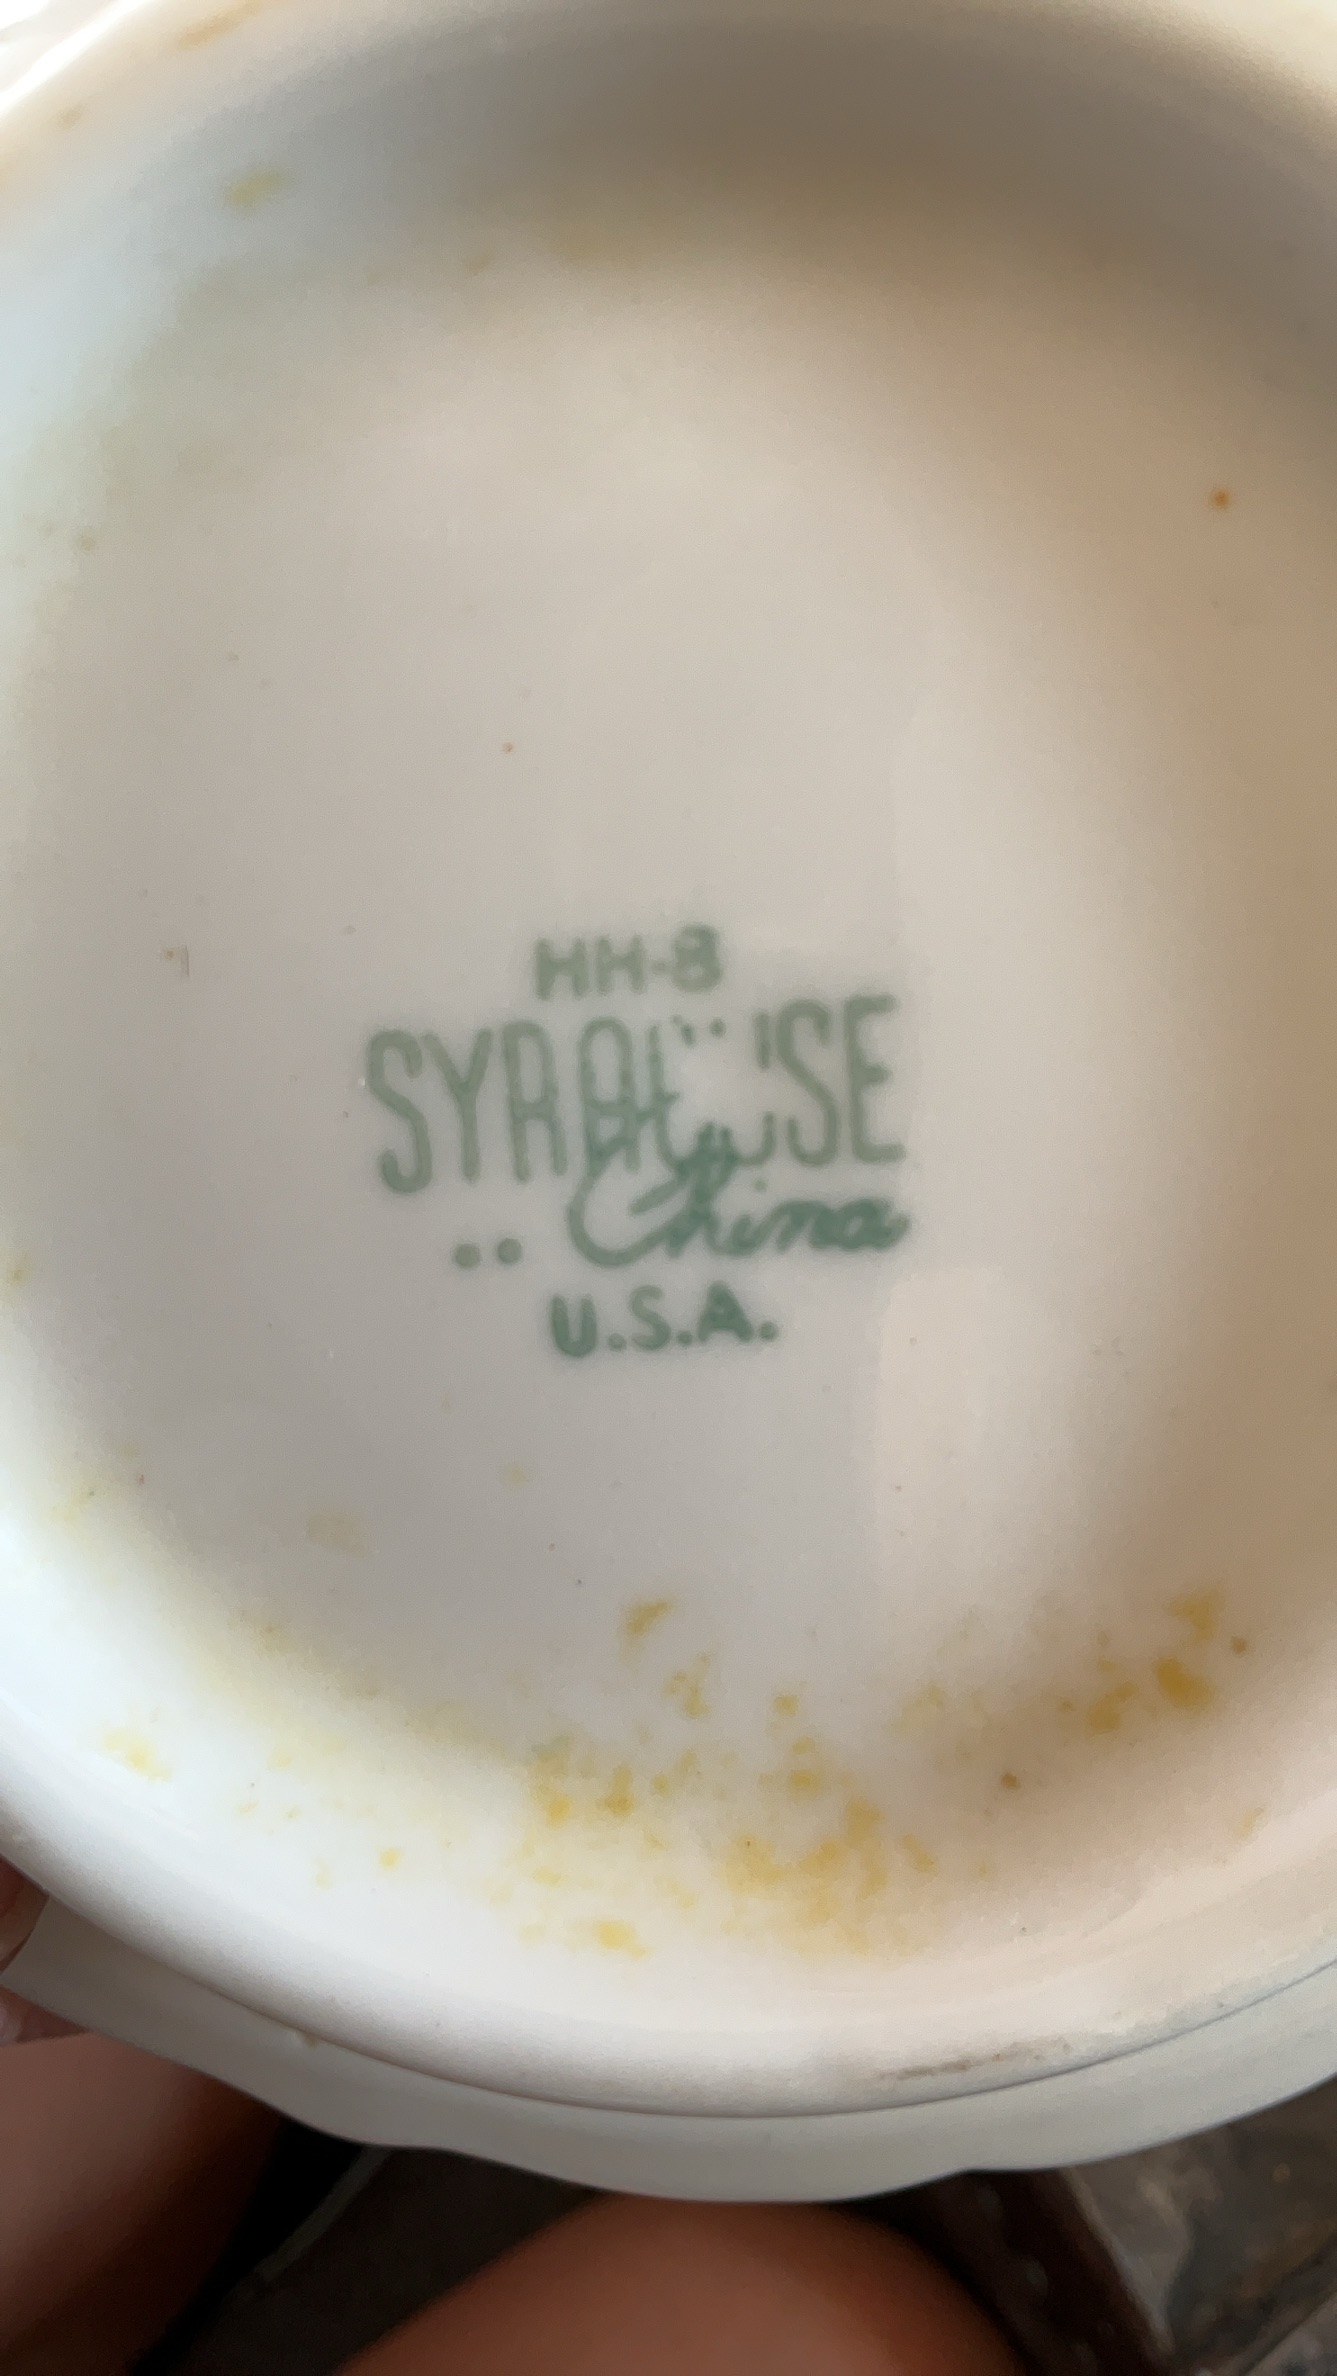 HH-8
SYRACUSE
.. China
U.S.A.